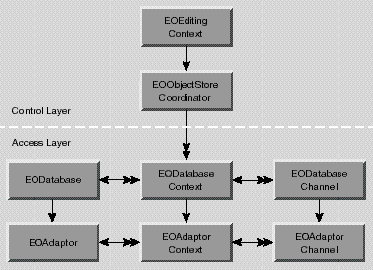 EOEditing
Context
EOObjectStore
Coordinator
Control Layer
Access Layer
EODatabase
EODatabase
Context
EODatabase
Channel
EOAdaptor
EOAdaptor
Context
EOAdaptor
Channel